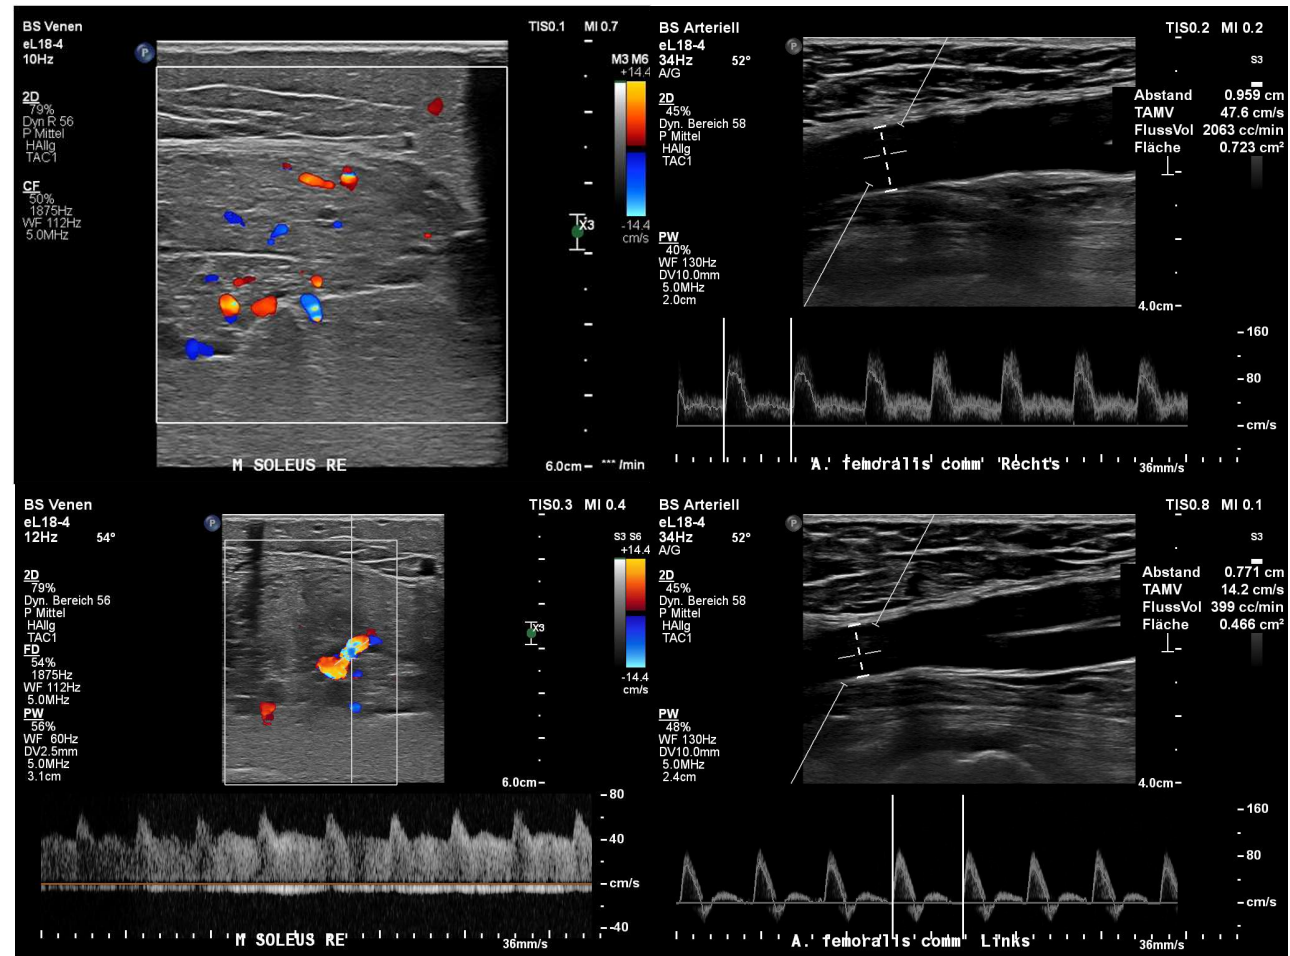 BS Venen
TIS0.1 MI 0.7
eL18-4
10Hz
P
M3 M6
+14.4
2D
79%
Dyn R 56
P Mittel
HAllg
TAC1
CF
50%
1875Hz
WF 112Hz
5.0MHz
X3
-14.4
cm/s
M SOLEUS RE
6.0cm
*** /min
BS Arteriell
TIS0.2 MI 0.2
eL18-4
34Hz 52°
A/G
P
S3
2D
45%
Dyn. Bereich 58
P Mittel
HAllg
TAC1
Abstand 0.959 cm
TAMV 47.6 cm/s
FlussVol 2063 cc/min
Fläche 0.723 cm²
PW
40%
WF 130Hz
DV10.0mm
5.0MHz
2.0cm
4.0cm
160
80
cm/s
A. femoralis comm Rechts
36mm/s
BS Venen
TIS0.3 MI 0.4
eL18-4
12Hz 54°
P
S3 S6
+14.4
2D
79%
Dyn. Bereich 56
P Mittel
HAllg
TAC1
FD
54%
1875Hz
WF 112Hz
5.0MHz
PW
56%
WF 60Hz
DV2.5mm
5.0MHz
3.1cm
X3
-14.4
cm/s
6.0cm
80
40
cm/s
-40
M SOLEUS RE
36mm/s
BS Arteriell
TIS0.8 MI 0.1
eL18-4
34Hz 52°
A/G
P
S3
2D
45%
Dyn. Bereich 58
P Mittel
HAllg
TAC1
Abstand 0.771 cm
TAMV 14.2 cm/s
FlussVol 399 cc/min
Fläche 0.466 cm²
PW
48%
WF 130Hz
DV10.0mm
5.0MHz
2.4cm
4.0cm
160
80
cm/s
A. femoralis comm Links
36mm/s